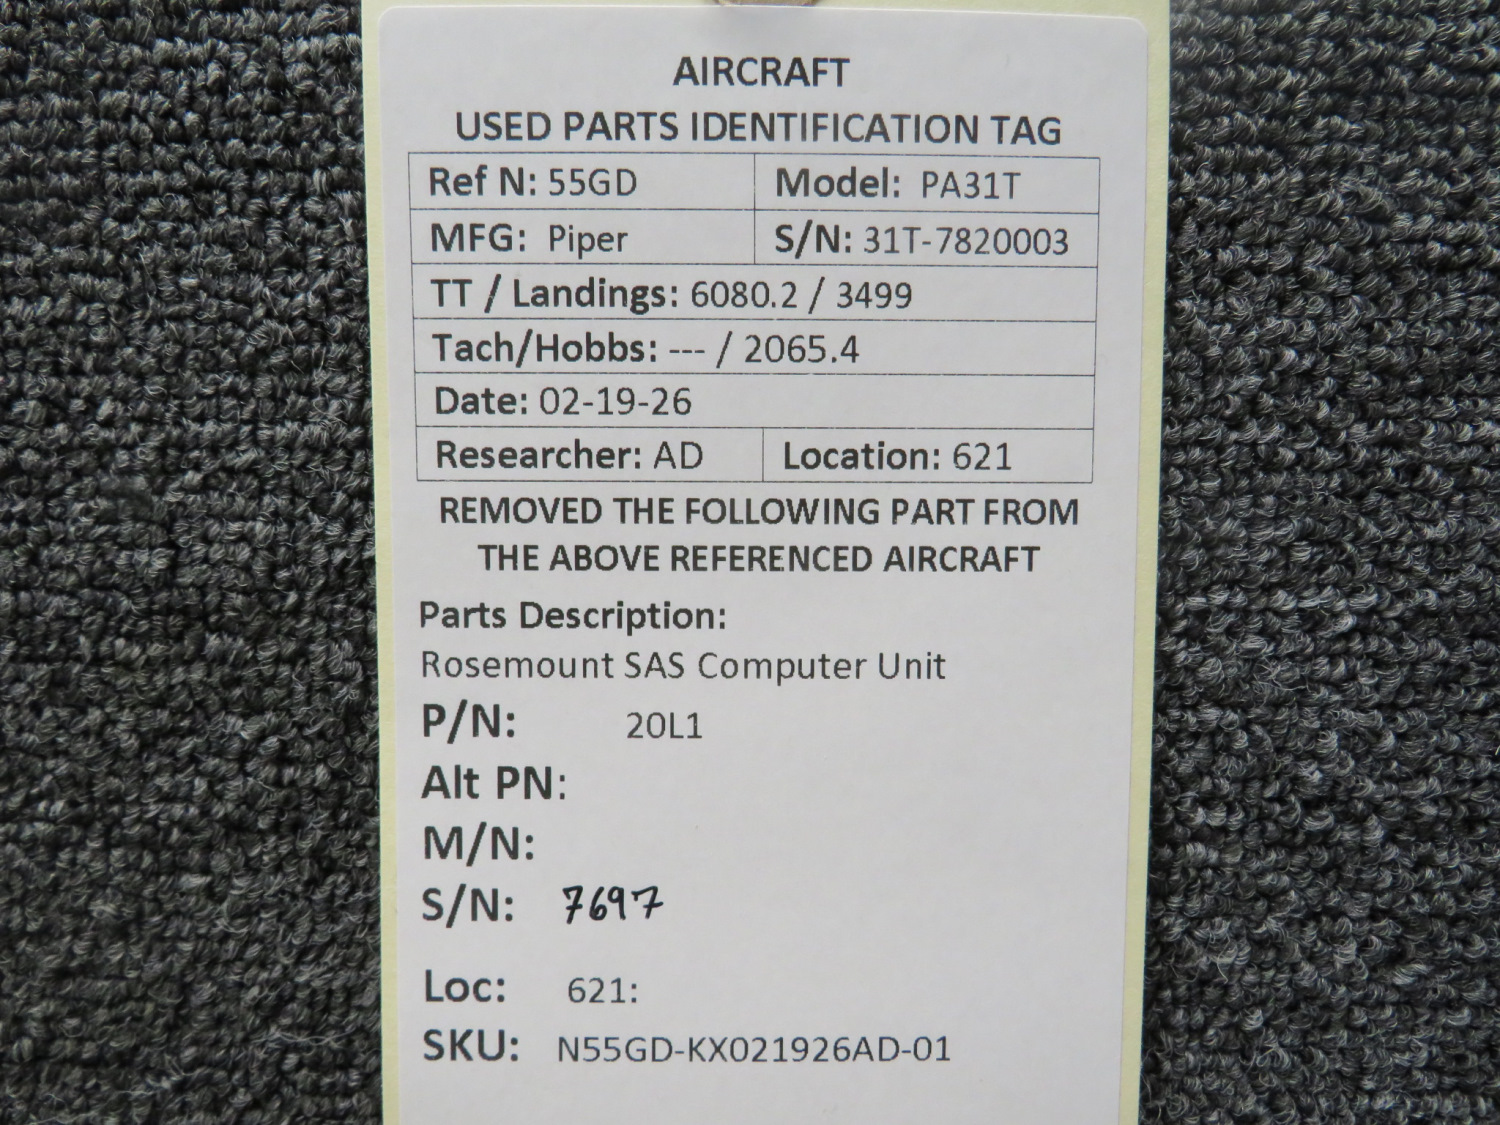 AIRCRAFT
USED PARTS IDENTIFICATION TAG
Ref N: 55GD Model: PA31T
MFG: Piper S/N: 31T-7820003
TT / Landings: 6080.2 / 3499
Tach/Hobbs: --- / 2065.4
Date: 02-19-26
Researcher: AD Location: 621
REMOVED THE FOLLOWING PART FROM
THE ABOVE REFERENCED AIRCRAFT
Parts Description:
Rosemount SAS Computer Unit
P/N: 20L1
Alt PN:
M/N:
S/N: 7697
Loc: 621:
SKU: N55GD-KX021926AD-01